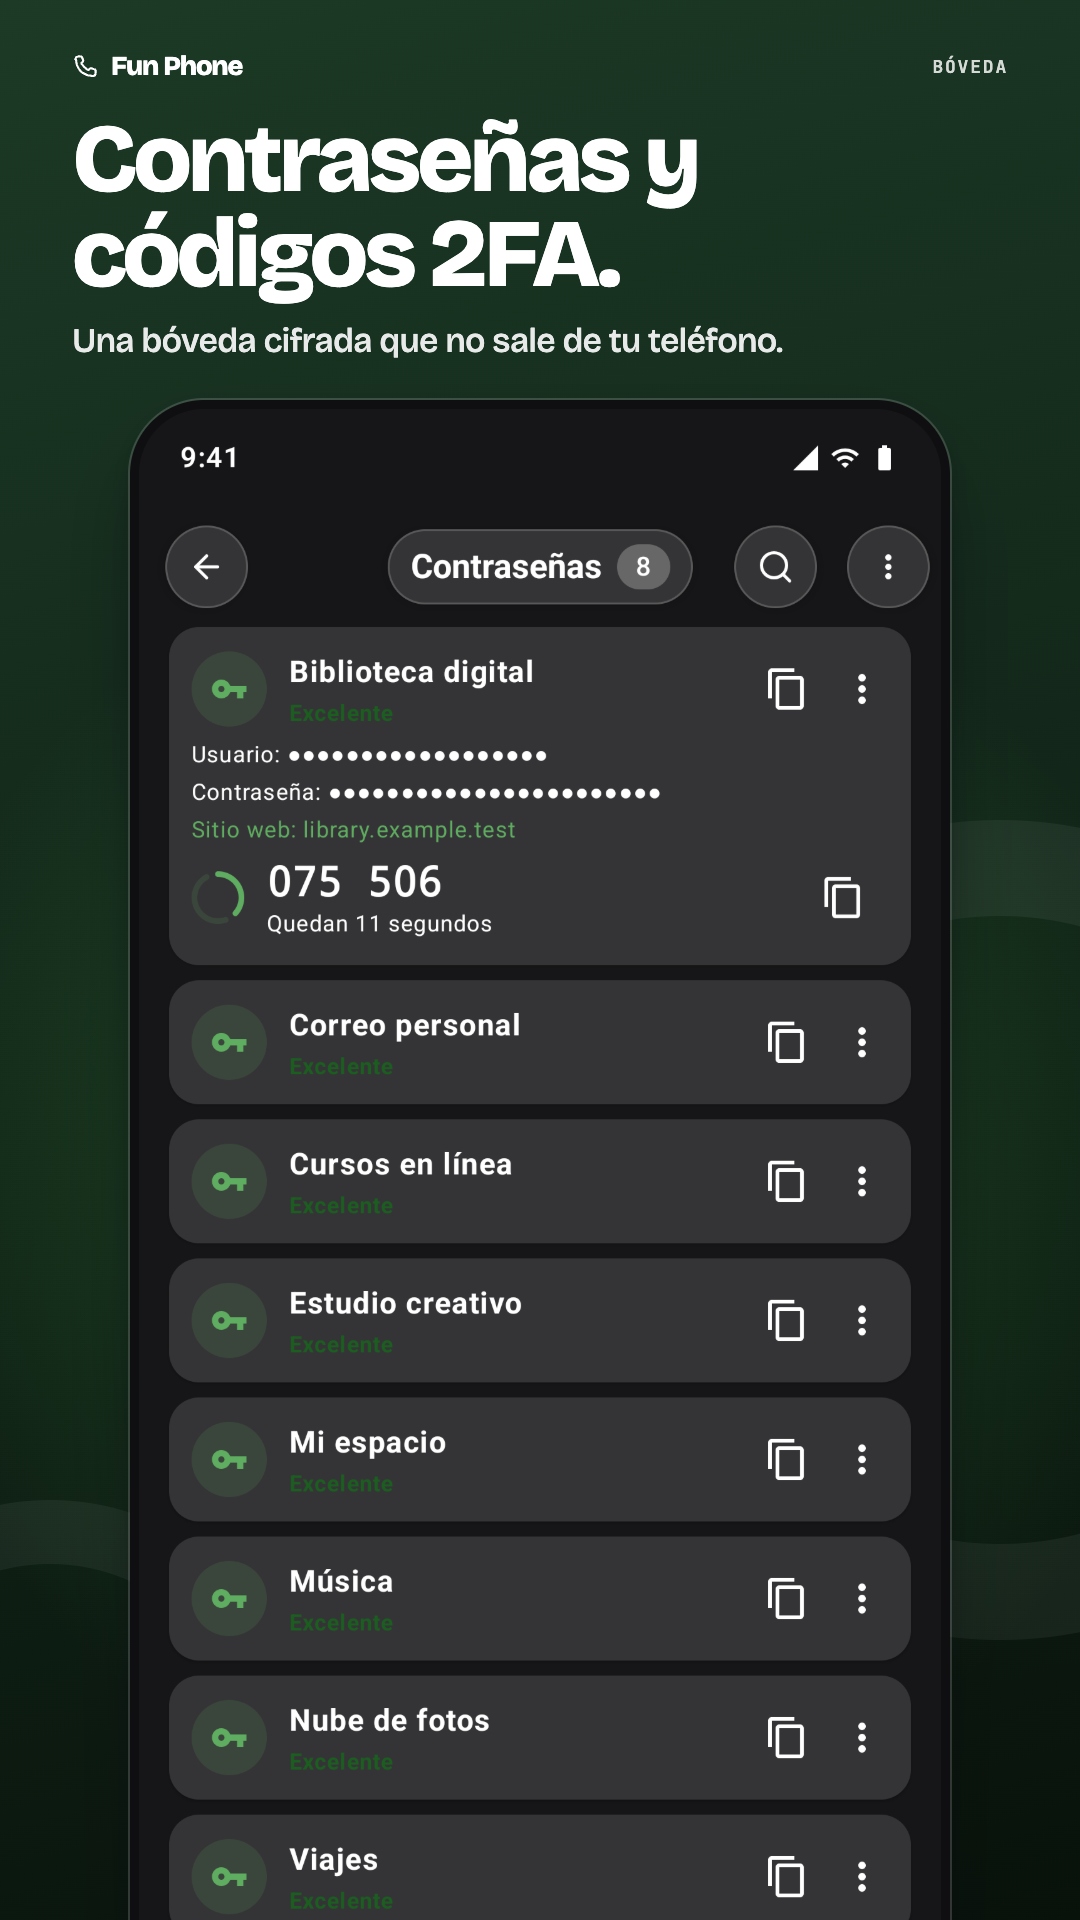 Fun Phone
BÓVEDA
Contraseñas y
códigos 2FA.
Una bóveda cifrada que no sale de tu teléfono.
9:41
Contraseñas 8
Biblioteca digital
Excelente
Usuario: ●●●●●●●●●●●●●●●●●●
Contraseña: ●●●●●●●●●●●●●●●●●●●●●●●
Sitio web: library.example.test
075 506
Quedan 11 segundos
Correo personal
Excelente
Cursos en línea
Excelente
Estudio creativo
Excelente
Mi espacio
Excelente
Música
Excelente
Nube de fotos
Excelente
Viajes
Excelente